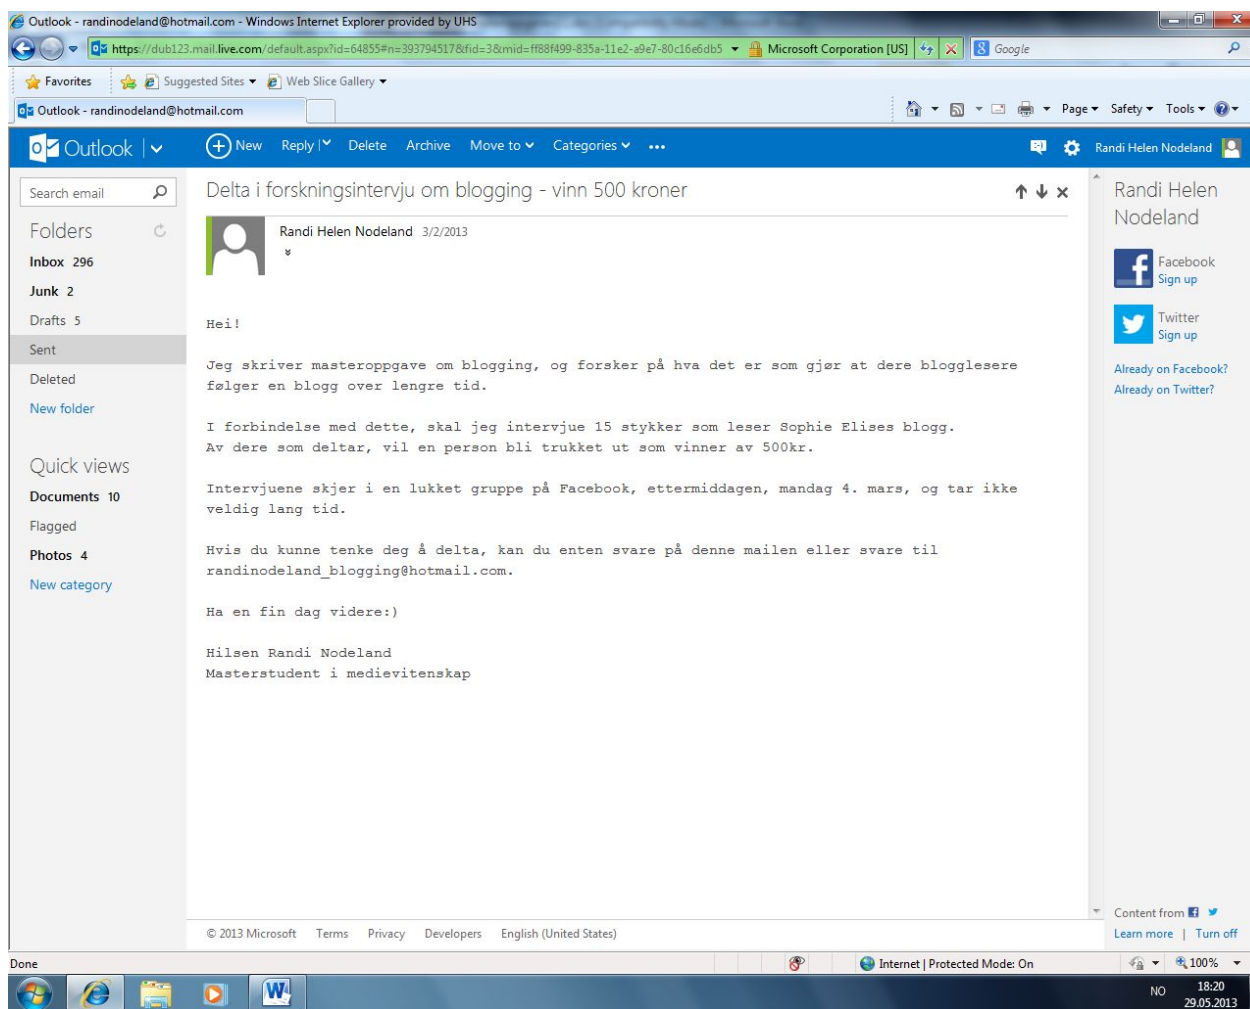 Outlook - randinodeland@hotmail.com - Windows Internet Explorer provided by UHS
https://dub123.mail.live.com/default.aspx?id=64855#n=393794517&fid=3&mid=ff88f499-835a-11e2-a9e7-80c16e6db5
Microsoft Corporation [US]
Google
Favorites
Suggested Sites
Web Slice Gallery
Outlook - randinodeland@hotmail.com
Page
Safety
Tools
Outlook
New
Reply
Delete
Archive
Move to
Categories
Randi Helen Nodeland
Search email
Folders
Inbox 296
Junk 2
Drafts 5
Sent
Deleted
New folder
Quick views
Documents 10
Flagged
Photos 4
New category
Delta i forskningsintervju om blogging - vinn 500 kroner
Randi Helen Nodeland 3/2/2013
Hei!
Jeg skriver masteroppgave om blogging, og forsker på hva det er som gjør at dere blogglesere
følger en blogg over lengre tid.
I forbindelse med dette, skal jeg intervjue 15 stykker som leser Sophie Elises blogg.
Av dere som deltar, vil en person bli trukket ut som vinner av 500kr.
Intervjuene skjer i en lukket gruppe på Facebook, ettermiddagen, mandag 4. mars, og tar ikke
veldig lang tid.
Hvis du kunne tenke deg å delta, kan du enten svare på denne mailen eller svare til
randinodeland_blogging@hotmail.com.
Ha en fin dag videre:)
Hilsen Randi Nodeland
Masterstudent i medievitenskap
Randi Helen
Nodeland
Facebook
Sign up
Twitter
Sign up
Already on Facebook?
Already on Twitter?
Content from
Learn more | Turn off
© 2013 Microsoft Terms Privacy Developers English (United States)
Done
Internet | Protected Mode: On
100%
NO
18:20
29.05.2013